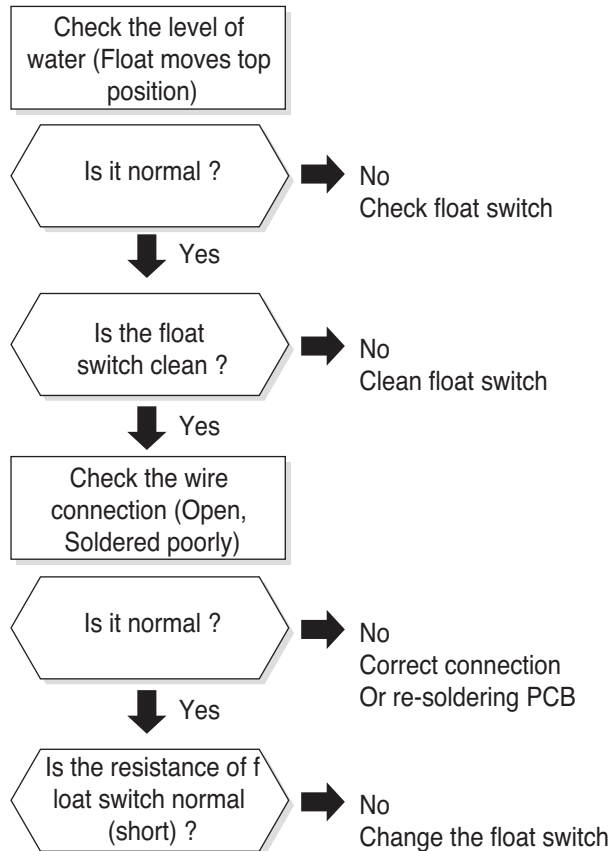 Check the level of
water (Float moves top
position)
Is it normal ?
No
Check float switch
Yes
Is the float
switch clean ?
No
Clean float switch
Yes
Check the wire
connection (Open,
Soldered poorly)
Is it normal ?
No
Correct connection
Or re-soldering PCB
Yes
Is the resistance of f
loat switch normal
(short) ?
No
Change the float switch